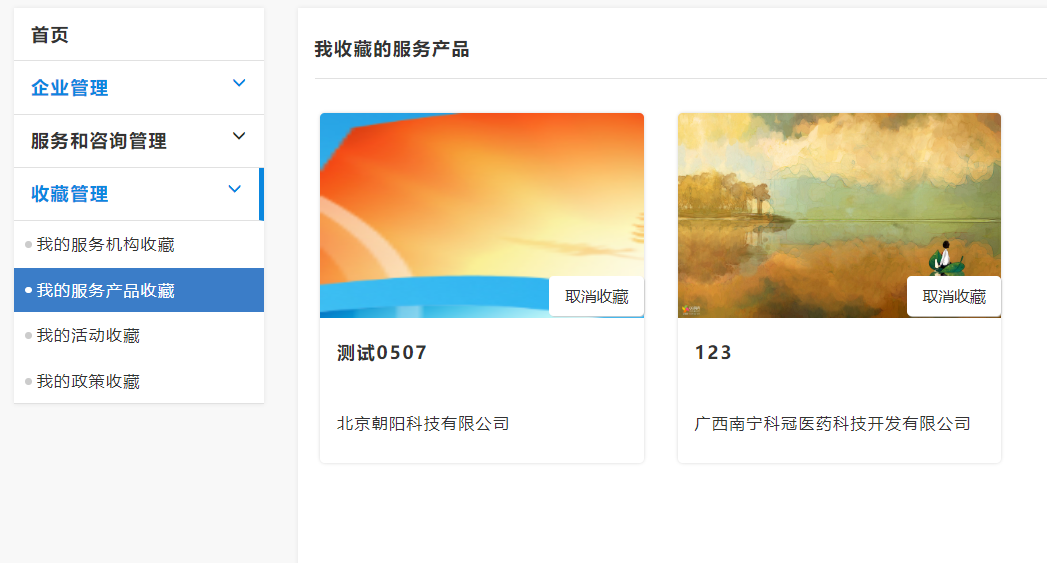 首页
企业管理
服务和咨询管理
收藏管理
我的服务机构收藏
我的服务产品收藏
我的活动收藏
我的政策收藏
我收藏的服务产品
取消收藏
测试0507
北京朝阳科技有限公司
取消收藏
123
广西南宁科冠医药科技开发有限公司